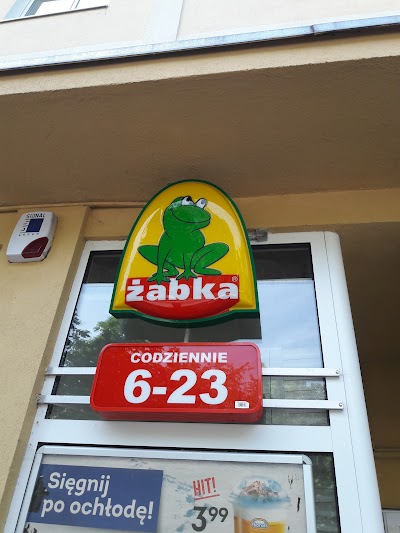 SIGNAL
żabka®
CODZIENNIE
6-23
Sięgnij
po ochłodę!
HIT!
3 99